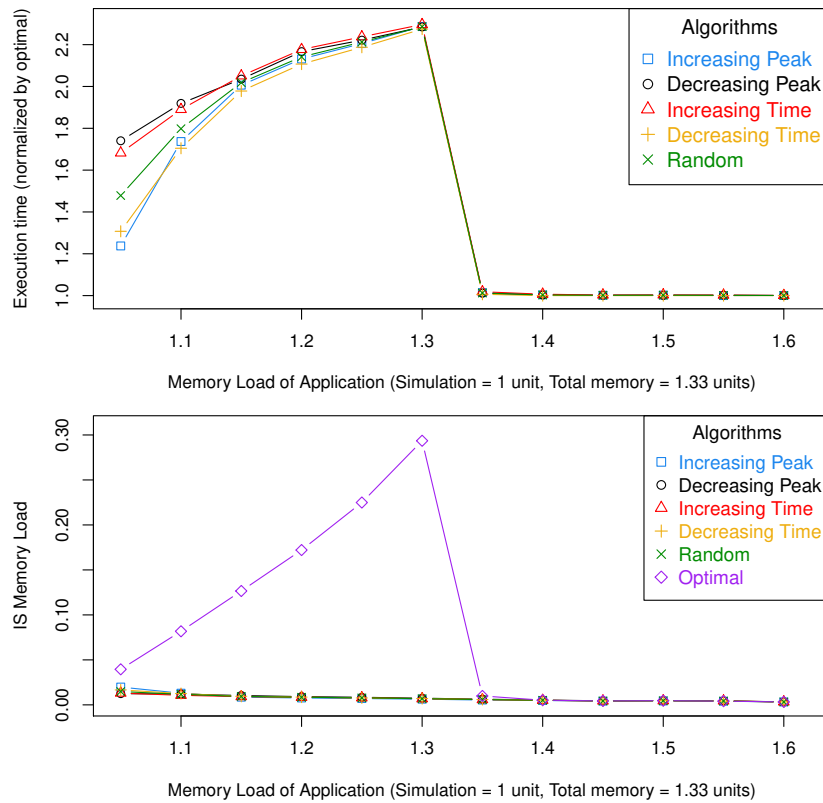 Execution time (normalized by optimal)
2.2
2.0
1.8
1.6
1.4
1.2
1.0
Algorithms
Increasing Peak
Decreasing Peak
Increasing Time
Decreasing Time
Random
1.1 1.2 1.3 1.4 1.5 1.6
Memory Load of Application (Simulation = 1 unit, Total memory = 1.33 units)
IS Memory Load
0.30
0.20
0.10
0.00
Algorithms
Increasing Peak
Decreasing Peak
Increasing Time
Decreasing Time
Random
Optimal
1.1 1.2 1.3 1.4 1.5 1.6
Memory Load of Application (Simulation = 1 unit, Total memory = 1.33 units)